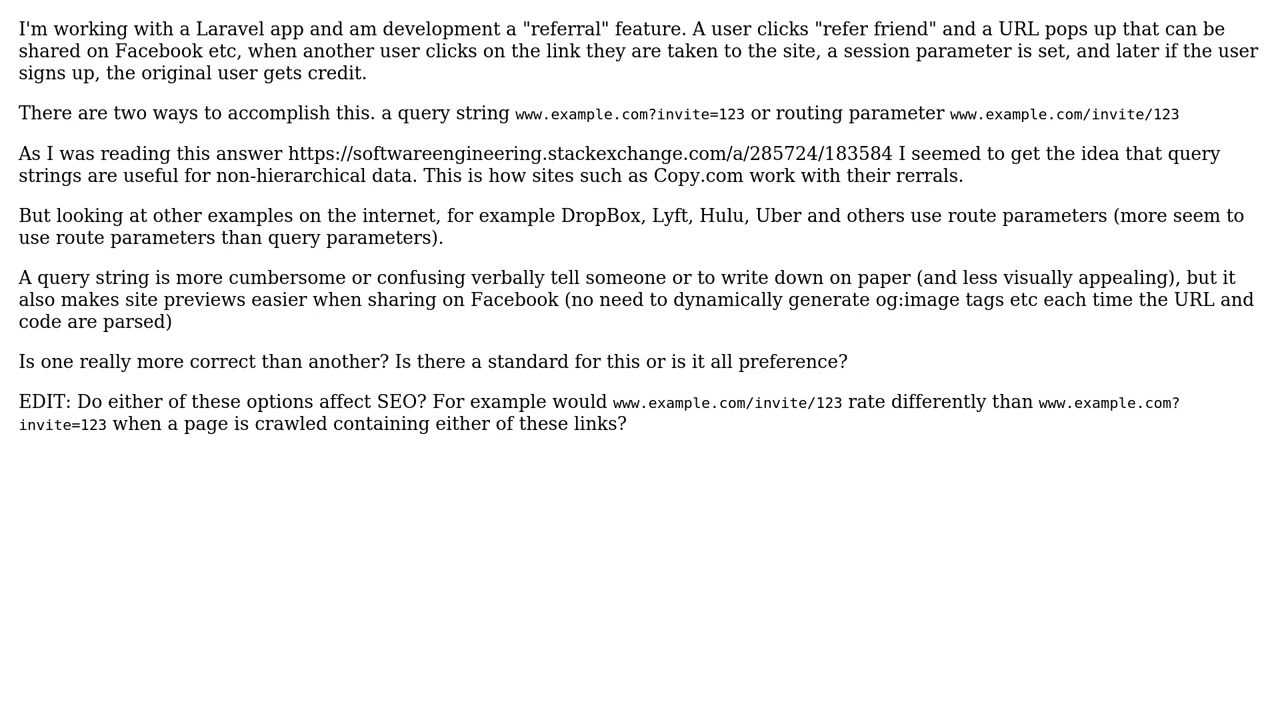 I'm working with a Laravel app and am development a "referral" feature. A user clicks "refer friend" and a URL pops up that can be
shared on Facebook etc, when another user clicks on the link they are taken to the site, a session parameter is set, and later if the user
signs up, the original user gets credit.
There are two ways to accomplish this. a query string www.example.com?invite=123 or routing parameter www.example.com/invite/123
As I was reading this answer https://softwareengineering.stackexchange.com/a/285724/183584 I seemed to get the idea that query
strings are useful for non-hierarchical data. This is how sites such as Copy.com work with their rerrals.
But looking at other examples on the internet, for example DropBox, Lyft, Hulu, Uber and others use route parameters (more seem to
use route parameters than query parameters).
A query string is more cumbersome or confusing verbally tell someone or to write down on paper (and less visually appealing), but it
also makes site previews easier when sharing on Facebook (no need to dynamically generate og:image tags etc each time the URL and
code are parsed)
Is one really more correct than another? Is there a standard for this or is it all preference?
EDIT: Do either of these options affect SEO? For example would www.example.com/invite/123 rate differently than www.example.com?
invite=123 when a page is crawled containing either of these links?